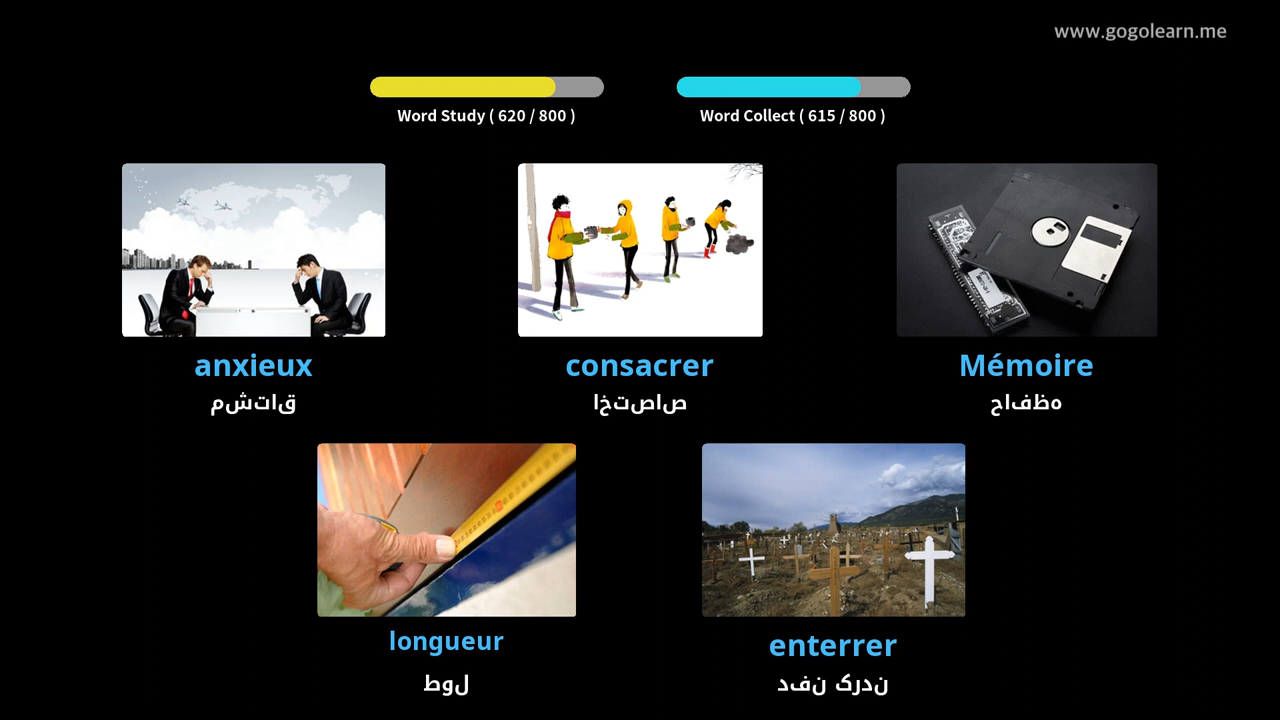 www.gogolearn.me
Word Study ( 620 / 800 )
Word Collect ( 615 / 800 )
anxieux
قاتشم
consacrer
صاصتخا
Mémoire
هظفاح
longueur
لوط
enterrer
ندرک نفد